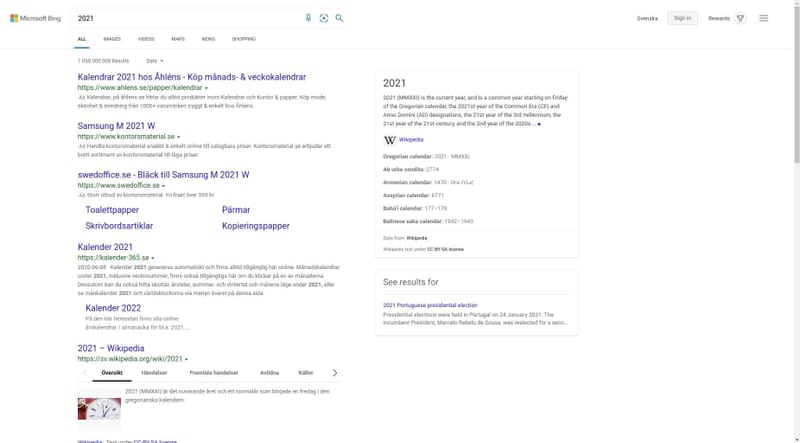 Microsoft Bing
2021
Svenska
Sign in
Rewards
ALL
IMAGES
VIDEOS
MAPS
NEWS
SHOPPING
1 050 000 000 Results
Date
Kalendrar 2021 hos Åhléns - Köp månads- & veckokalendrar
https://www.ahlens.se/papper/kalendrar
Ad Kalendrar, på åhlens.se hittar du alltid produkter inom Kalendrar och Kontor & papper. Köp mode,
skönhet & inredning från 1000+ varumärken tryggt & enkelt hos Åhléns.
Samsung M 2021 W
https://www.kontorsmaterial.se
Ad Handla kontorsmaterial snabbt & enkelt online till oslagbara priser. Kontorsmaterial.se erbjuder ett
brett sortiment av kontorsmaterial till låga priser.
swedoffice.se - Bläck till Samsung M 2021 W
https://www.swedoffice.se
Ad Stort utbud av kontorsmaterial. Fri frakt över 595 kr.
Toalettpapper
Pärmar
Skrivbordsartiklar
Kopieringspapper
Kalender 2021
https://kalender-365.se
2020-06-08 · Kalender 2021 genereras automatiskt och finns alltid tillgänglig här online. Månadskalendrar
under 2021, inklusive veckonummer, finns också tillgängliga här om du klickar på en av månaderna.
Dessutom kan du också titta skottår, årstider, sommar- och vintertid och månens läge under 2021, eller
se månkalender 2021 och världsklockorna via menyn överst på denna sida.
Kalender 2022
På den här hemsidan finns alla online
årskalendrar / almanacka för bl.a. 2021, ...
2021 – Wikipedia
https://sv.wikipedia.org/wiki/2021
Översikt
Händelser
Framtida händelser
Avlidna
Källor
2021 (MMXXI) är det nuvarande året och ett normalår som började en fredag i den
gregorianska kalendern.
Wikipedia · Text under CC-BY-SA license
2021
2021 (MMXXI) is the current year, and is a common year starting on Friday
of the Gregorian calendar, the 2021st year of the Common Era (CE) and
Anno Domini (AD) designations, the 21st year of the 3rd millennium, the
21st year of the 21st century, and the 2nd year of the 2020s ...
W Wikipedia
Gregorian calendar: 2021 · MMXXI
Ab urbe condita: 2774
Armenian calendar: 1470 · ԹՎ ՌՆՀ
Assyrian calendar: 6771
Bahá'í calendar: 177–178
Balinese saka calendar: 1942–1943
Data from: Wikipedia
Wikipedia text under CC-BY-SA license
See results for
2021 Portuguese presidential election
Presidential elections were held in Portugal on 24 January 2021. The
incumbent President, Marcelo Rebelo de Sousa, was reelected for a seco...